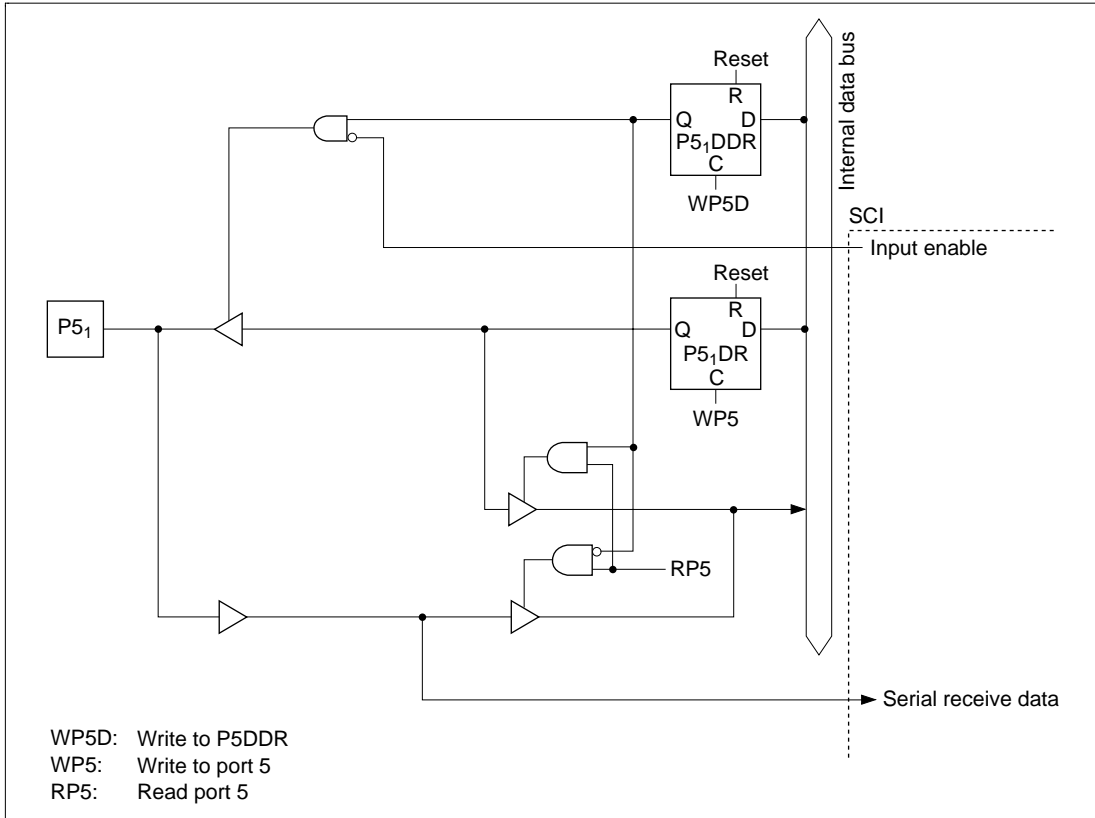 Reset
R
Q D
P5₁DDR
C
WP5D
Internal data bus
SCI
Input enable
Reset
R
Q D
P5₁DR
C
WP5
P5₁
RP5
Serial receive data
WP5D: Write to P5DDR
WP5: Write to port 5
RP5: Read port 5